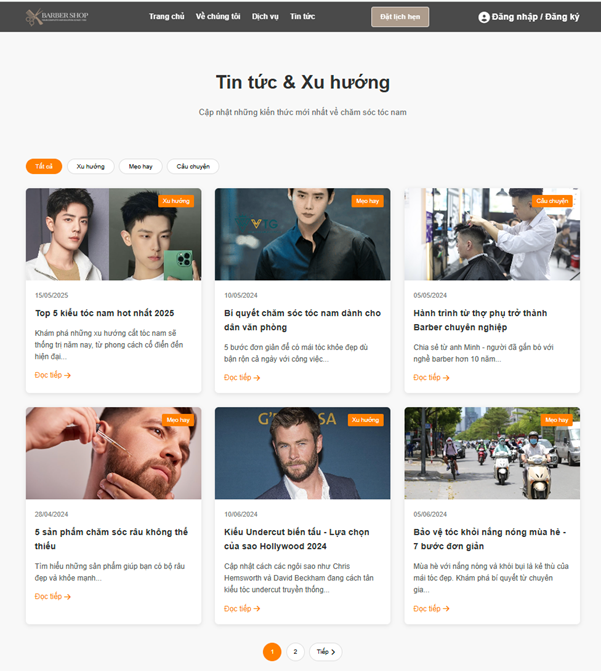 BARBER SHOP
Trang chủ Về chúng tôi Dịch vụ Tin tức
Đặt lịch hẹn
Đăng nhập / Đăng ký
Tin tức & Xu hướng
Cập nhật những kiến thức mới nhất về chăm sóc tóc nam
Tất cả Xu hướng Mẹo hay Câu chuyện
Xu hướng
15/05/2025
Top 5 kiểu tóc nam hot nhất 2025
Khám phá những xu hướng cắt tóc nam sẽ
thống trị năm nay, từ phong cách cổ điển đến
hiện đại...
Đọc tiếp →
Mẹo hay
10/05/2024
Bí quyết chăm sóc tóc nam dành cho
dân văn phòng
5 bước đơn giản để có mái tóc khỏe đẹp dù
bận rộn cả ngày với công việc...
Đọc tiếp →
Câu chuyện
05/05/2024
Hành trình từ thợ phụ trở thành
Barber chuyên nghiệp
Chia sẻ từ anh Minh - người đã gắn bó với
nghề barber hơn 10 năm...
Đọc tiếp →
Mẹo hay
28/04/2024
5 sản phẩm chăm sóc râu không thể
thiếu
Tìm hiểu những sản phẩm giúp bạn có bộ râu
đẹp và khỏe mạnh...
Đọc tiếp →
Xu hướng
10/06/2024
Kiểu Undercut biến tấu - Lựa chọn
của sao Hollywood 2024
Cập nhật cách các ngôi sao như Chris
Hemsworth và David Beckham đang cách tân
kiểu tóc undercut truyền thống...
Đọc tiếp →
Mẹo hay
05/06/2024
Bảo vệ tóc khỏi nắng nóng mùa hè -
7 bước đơn giản
Mùa hè với nắng nóng và khói bụi là kẻ thù của
mái tóc đẹp. Khám phá bí quyết từ chuyên
gia...
Đọc tiếp →
1 2 Tiếp